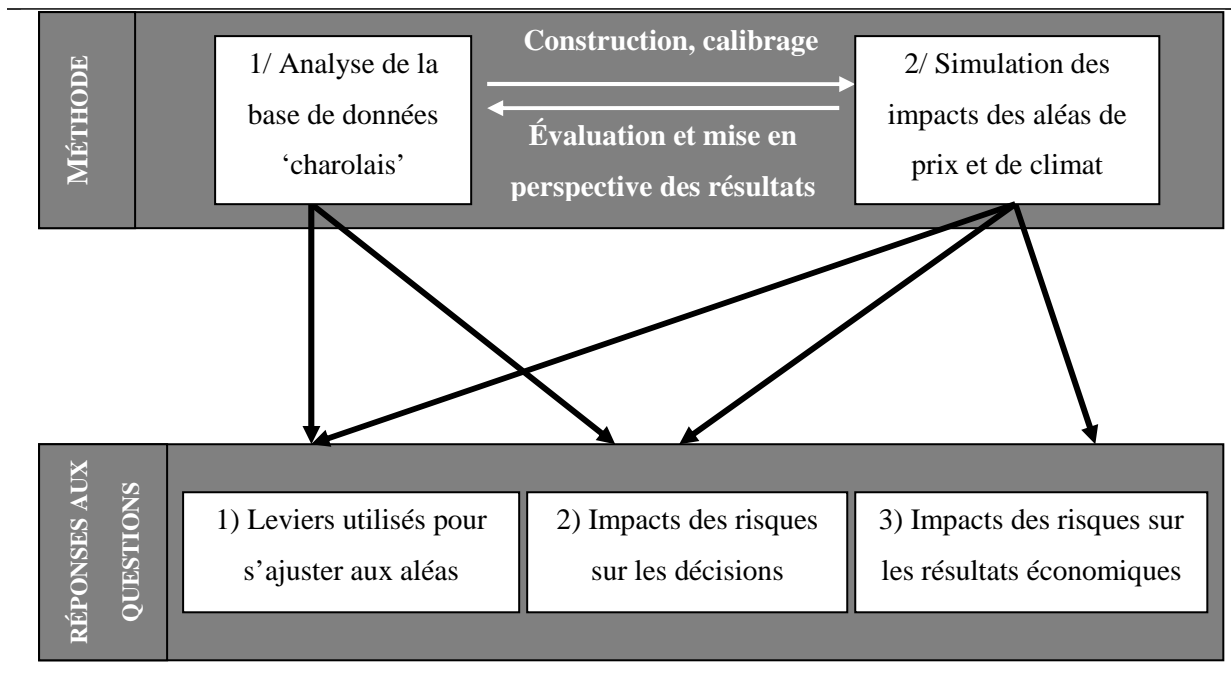 MÉTHODE
1/ Analyse de la
base de données
‘charolais’
Construction, calibrage
Évaluation et mise en
perspective des résultats
2/ Simulation des
impacts des aléas de
prix et de climat
RÉPONSES AUX
QUESTIONS
1) Leviers utilisés pour
s’ajuster aux aléas
2) Impacts des risques
sur les décisions
3) Impacts des risques sur
les résultats économiques